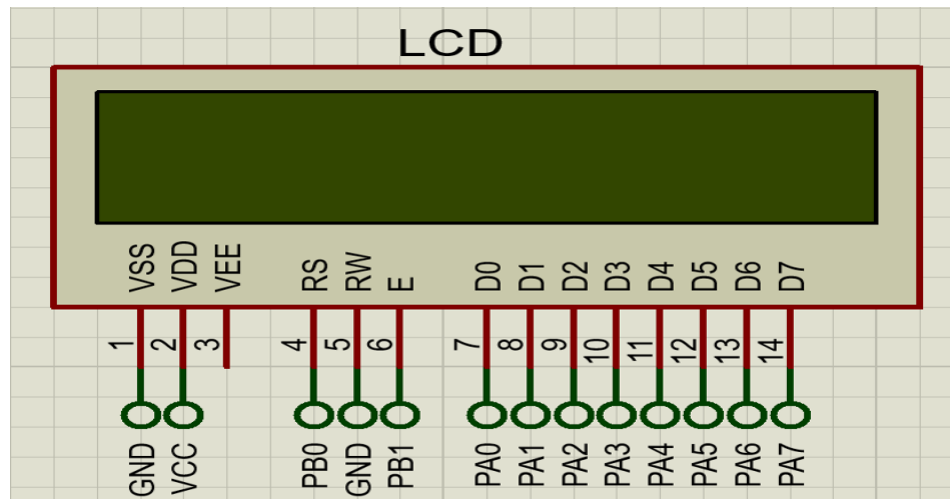 LCD
VSS VDD VEE RS RW E D0 D1 D2 D3 D4 D5 D6 D7
1 2 3 4 5 6 7 8 9 10 11 12 13 14
GND VCC PB0 GND PB1 PA0 PA1 PA2 PA3 PA4 PA5 PA6 PA7